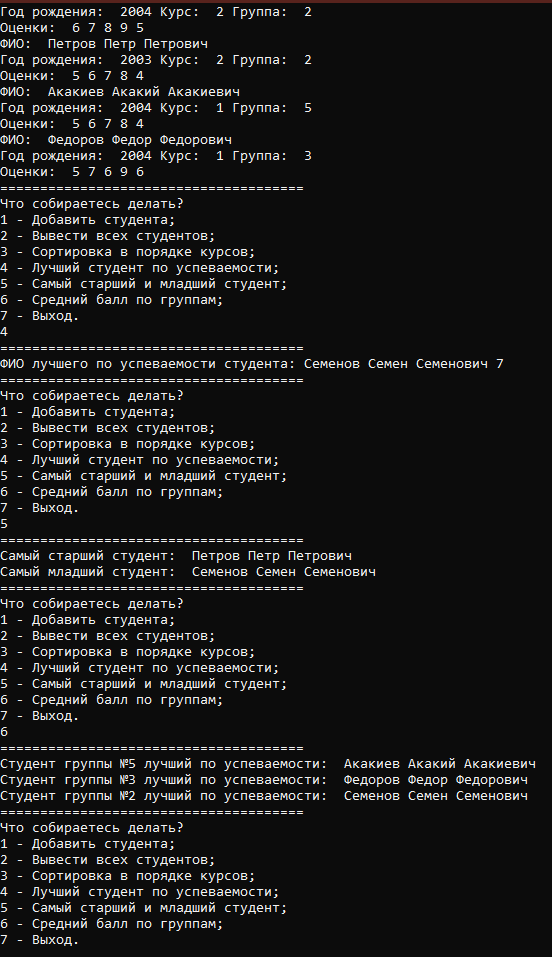 Год рождения:  2004 Курс:  2 Группа:  2
Оценки:  6 7 8 9 5
ФИО:  Петров Петр Петрович
Год рождения:  2003 Курс:  2 Группа:  2
Оценки:  5 6 7 8 4
ФИО:  Акакиев Акакий Акакиевич
Год рождения:  2004 Курс:  1 Группа:  5
Оценки:  5 6 7 8 4
ФИО:  Федоров Федор Федорович
Год рождения:  2004 Курс:  1 Группа:  3
Оценки:  5 7 6 9 6
======================================
Что собираетесь делать?
1 - Добавить студента;
2 - Вывести всех студентов;
3 - Сортировка в порядке курсов;
4 - Лучший студент по успеваемости;
5 - Самый старший и младший студент;
6 - Средний балл по группам;
7 - Выход.
4
======================================
ФИО лучшего по успеваемости студента: Семенов Семен Семенович 7
======================================
Что собираетесь делать?
1 - Добавить студента;
2 - Вывести всех студентов;
3 - Сортировка в порядке курсов;
4 - Лучший студент по успеваемости;
5 - Самый старший и младший студент;
6 - Средний балл по группам;
7 - Выход.
5
======================================
Самый старший студент:  Петров Петр Петрович
Самый младший студент:  Семенов Семен Семенович
======================================
Что собираетесь делать?
1 - Добавить студента;
2 - Вывести всех студентов;
3 - Сортировка в порядке курсов;
4 - Лучший студент по успеваемости;
5 - Самый старший и младший студент;
6 - Средний балл по группам;
7 - Выход.
6
======================================
Студент группы №5 лучший по успеваемости:  Акакиев Акакий Акакиевич
Студент группы №3 лучший по успеваемости:  Федоров Федор Федорович
Студент группы №2 лучший по успеваемости:  Семенов Семен Семенович
======================================
Что собираетесь делать?
1 - Добавить студента;
2 - Вывести всех студентов;
3 - Сортировка в порядке курсов;
4 - Лучший студент по успеваемости;
5 - Самый старший и младший студент;
6 - Средний балл по группам;
7 - Выход.